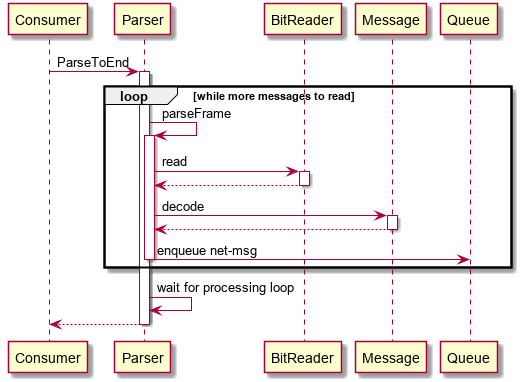 Consumer Parser BitReader Message Queue
ParseToEnd
loop [while more messages to read]
parseFrame
read
decode
enqueue net-msg
wait for processing loop
Consumer Parser BitReader Message Queue